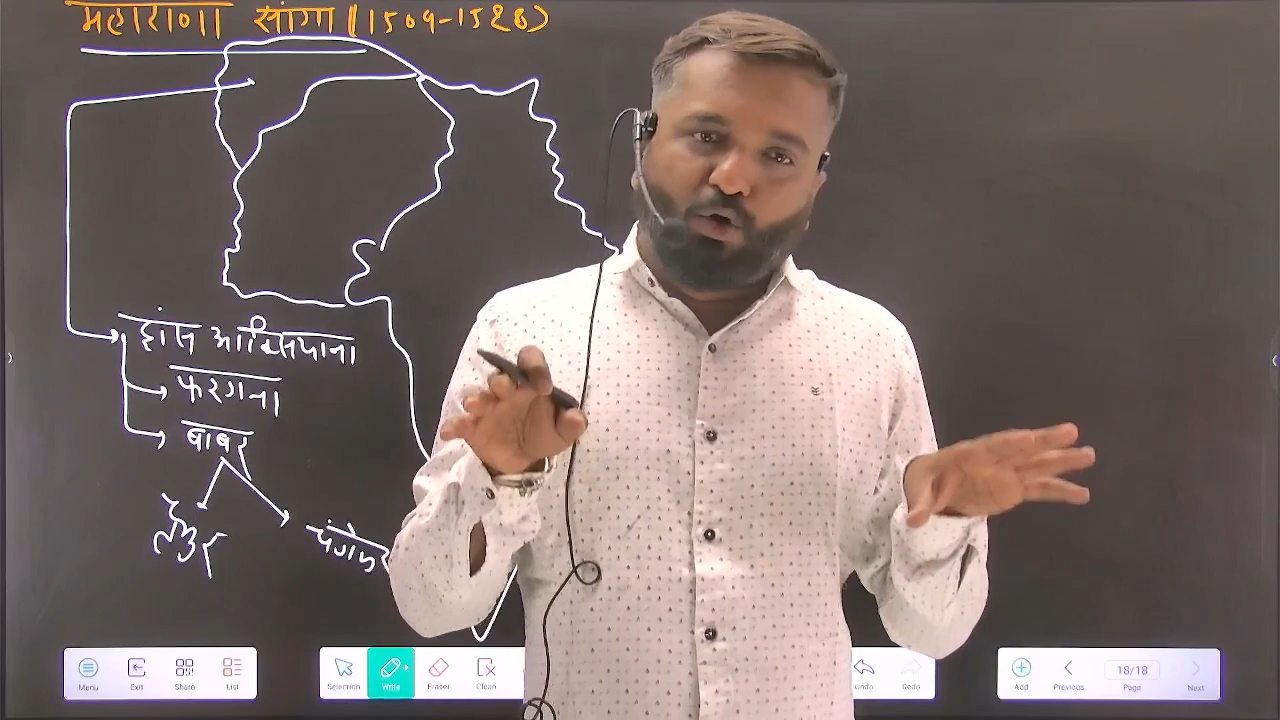 महाराणा सांगा (1509-1528)
ट्रांस आक्सियाना
फरगना
बाबर
तैमुर
चंगेज
Menu
Exit
Share
List
Selection
Write
Eraser
Clean
Undo
Redo
Add
Previous
18/18
Page
Next